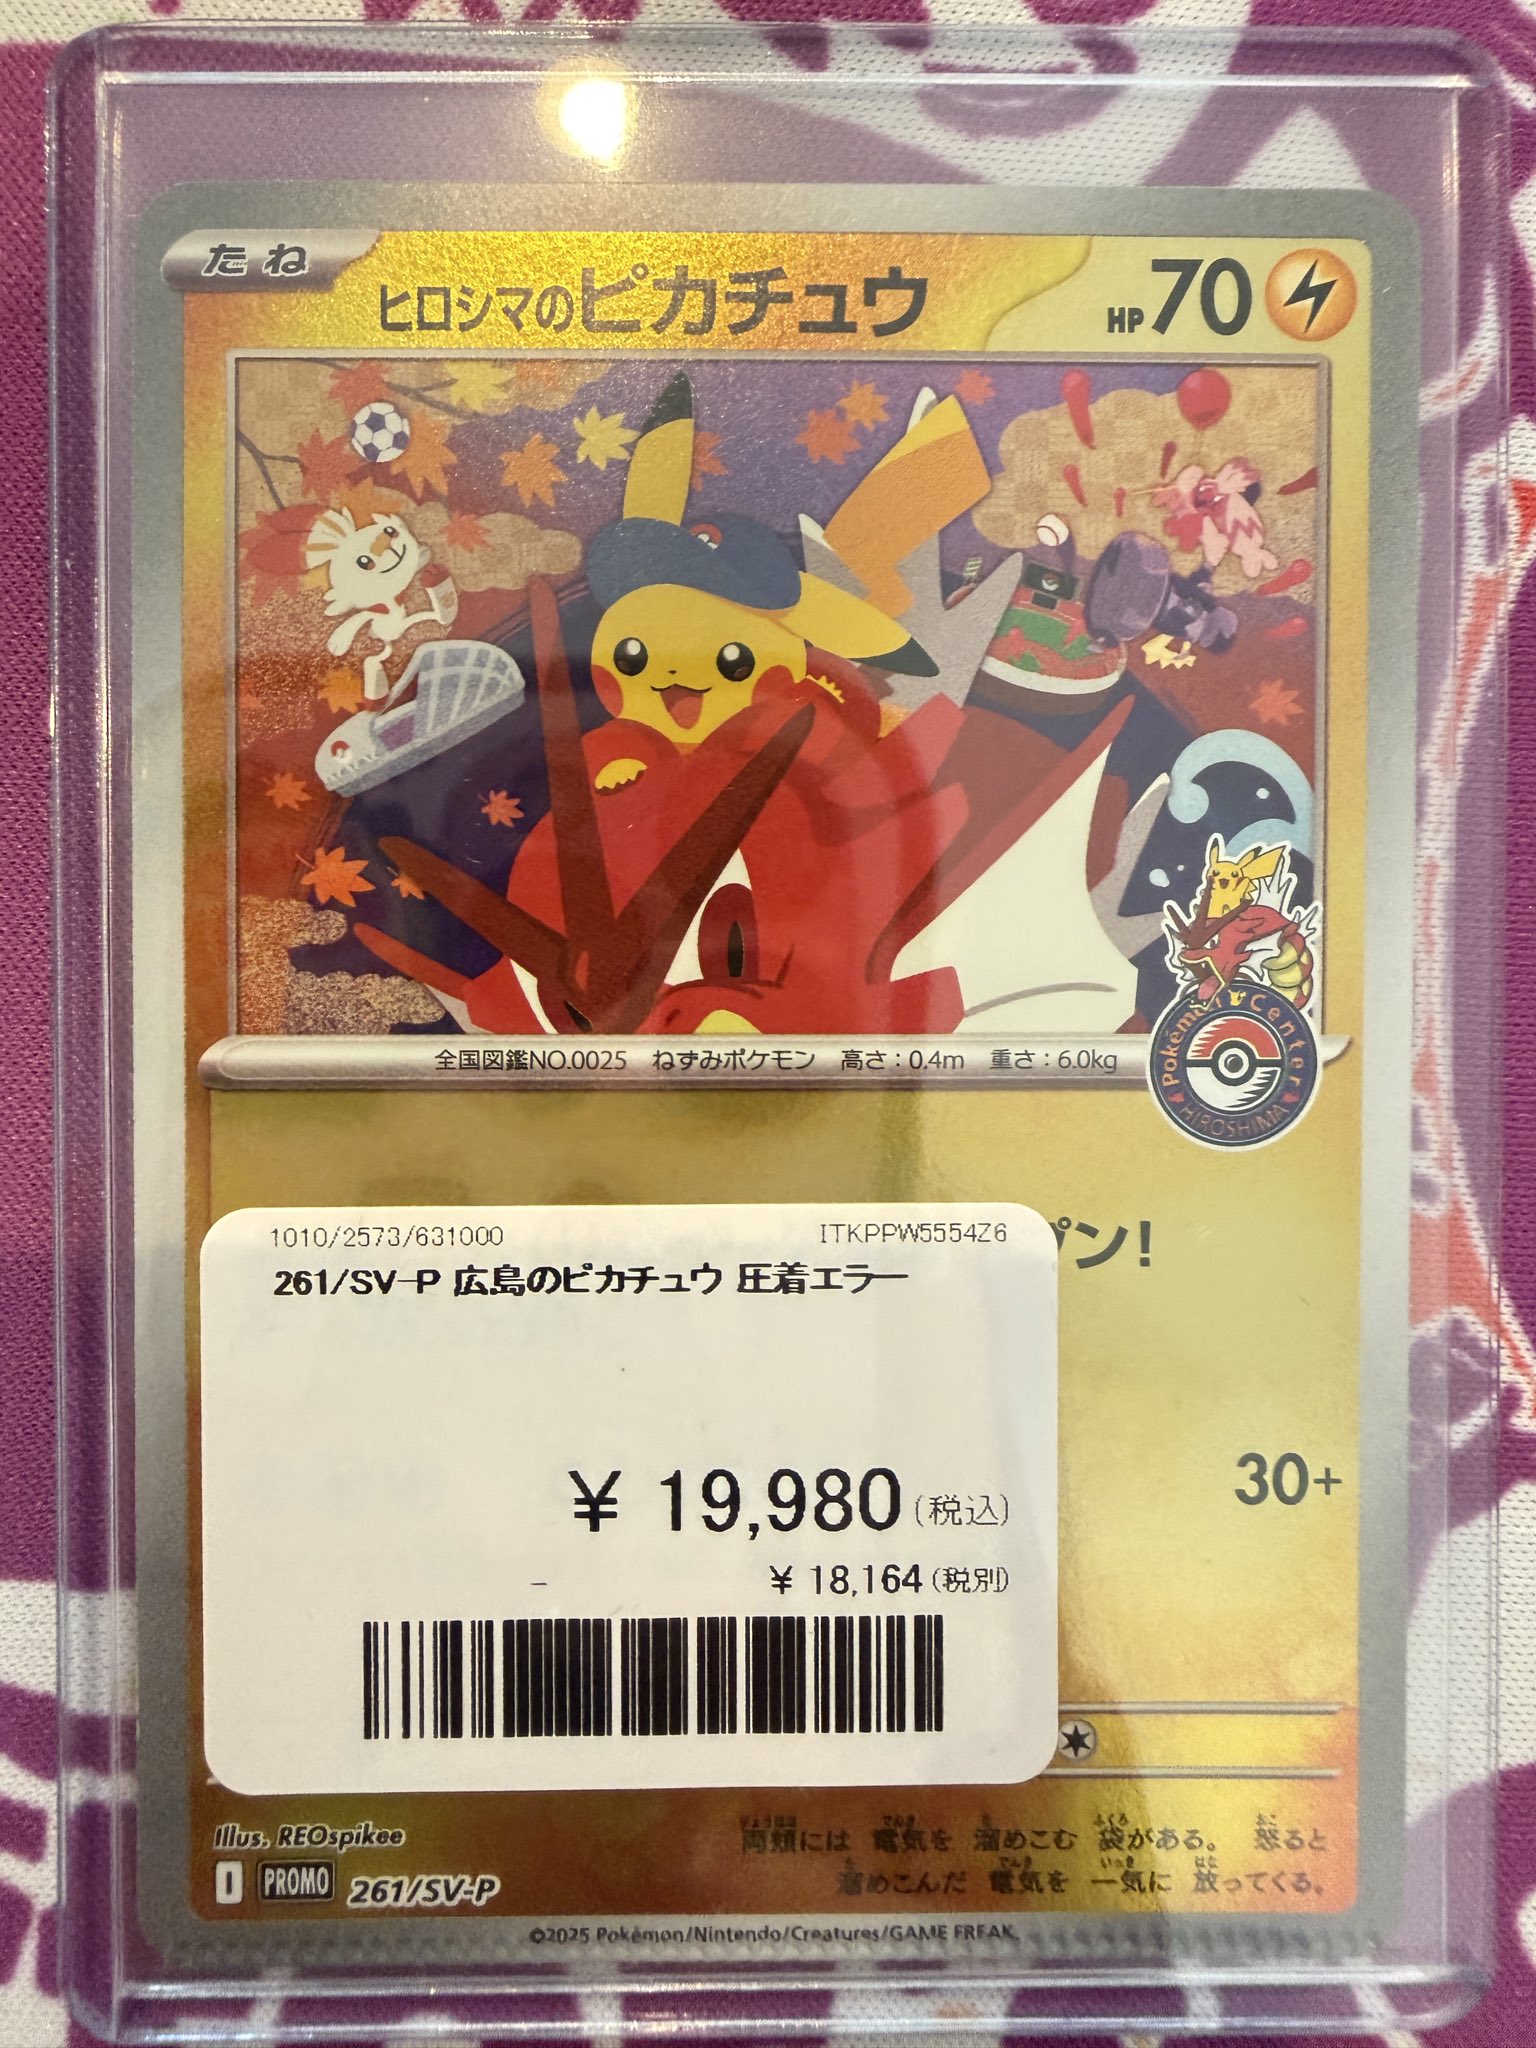 たね
ヒロシマのピカチュウ
HP70
全国図鑑NO.0025 ねずみポケモン 高さ:0.4m 重さ:6.0kg
Pokémon Center
HIROSHIMA
プン!
1010/2573/631000 ITKPPW5554Z6
261/SV-P 広島のピカチュウ 圧着エラー
30+
¥ 19,980(税込)
¥ 18,164(税別)
Illus. REOspikee
I PROMO 261/SV-P
両頬には 電気を 溜めこむ 袋がある。 怒ると
溜めこんだ 電気を 一気に 放ってくる。
©2025 Pokémon/Nintendo/Creatures/GAME FREAK.